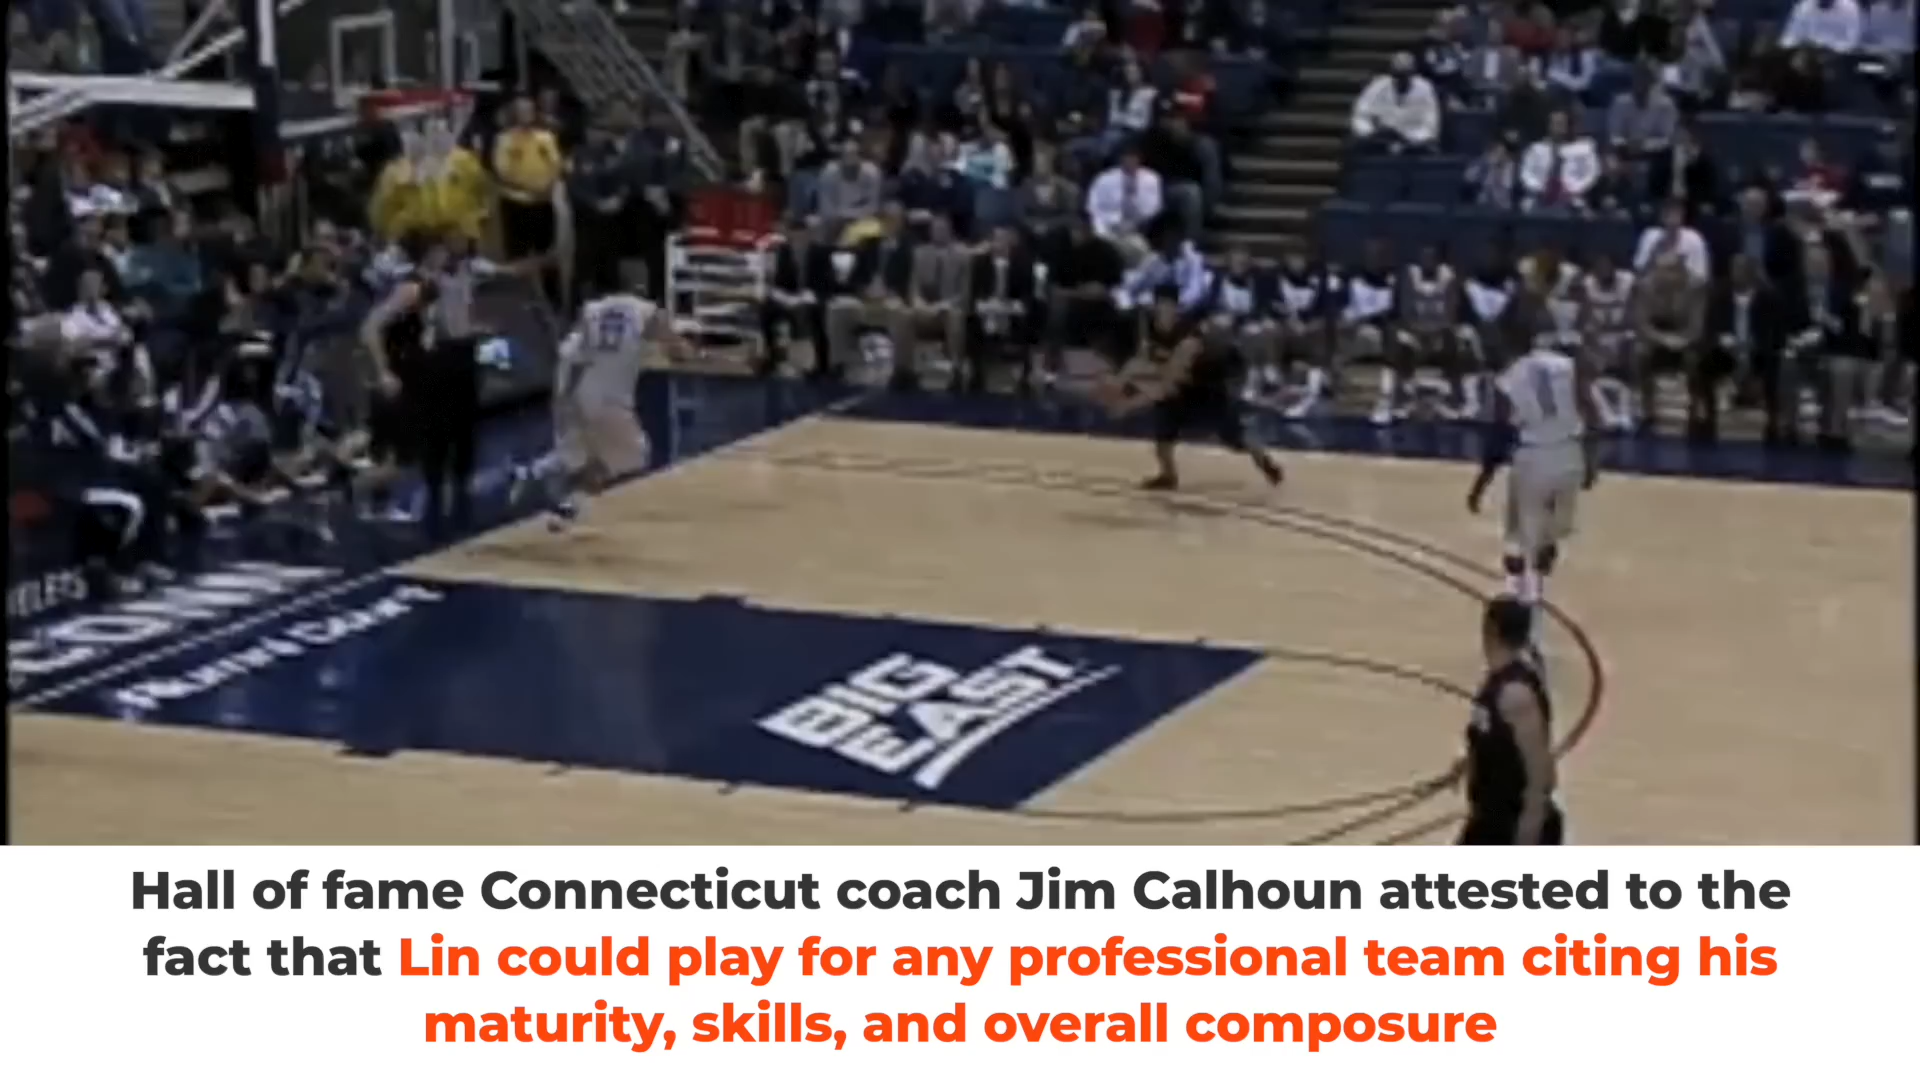 UCONN
BIG
EAST
Hall of fame Connecticut coach Jim Calhoun attested to the
fact that Lin could play for any professional team citing his
maturity, skills, and overall composure